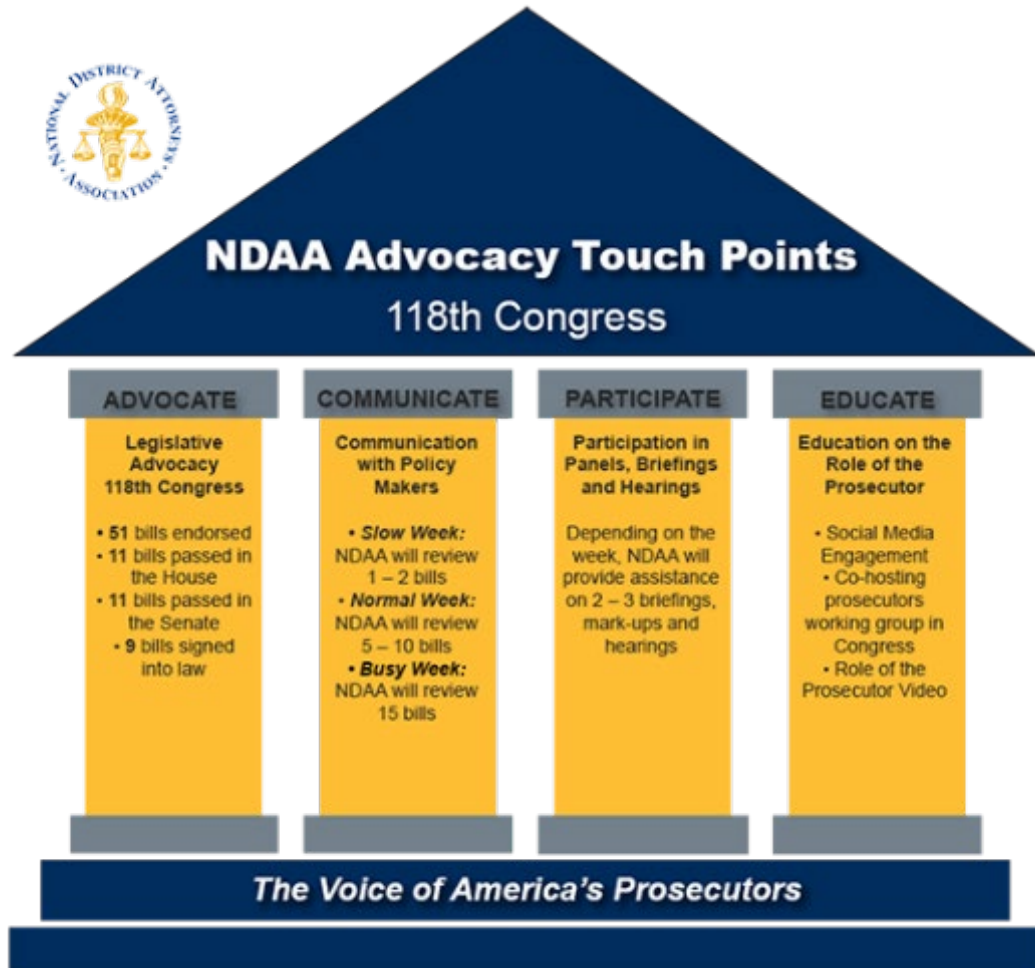 NATIONAL DISTRICT ATTORNEYS
ASSOCIATION
NDAA Advocacy Touch Points
118th Congress
ADVOCATE
Legislative
Advocacy
118th Congress
• 51 bills endorsed
• 11 bills passed in
the House
• 11 bills passed in
the Senate
• 9 bills signed
into law
COMMUNICATE
Communication
with Policy
Makers
• Slow Week:
NDAA will review
1 – 2 bills
• Normal Week:
NDAA will review
5 – 10 bills
• Busy Week:
NDAA will review
15 bills
PARTICIPATE
Participation in
Panels, Briefings
and Hearings
Depending on the
week, NDAA will
provide assistance
on 2 – 3 briefings,
mark-ups and
hearings
EDUCATE
Education on the
Role of the
Prosecutor
• Social Media
Engagement
• Co-hosting
prosecutors
working group in
Congress
• Role of the
Prosecutor Video
The Voice of America's Prosecutors